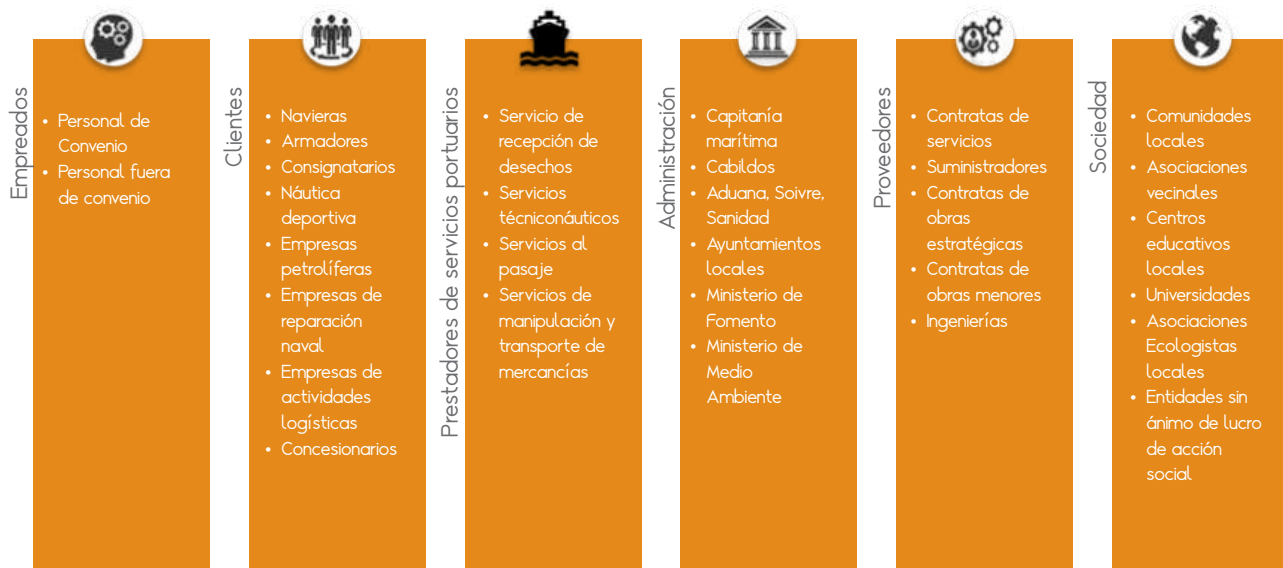 Empreados
• Personal de
Convenio
• Personal fuera
de convenio
Clientes
• Navieras
• Armadores
• Consignatarios
• Náutica
deportiva
• Empresas
petrolíferas
• Empresas de
reparación
naval
• Empresas de
actividades
logísticas
• Concesionarios
Prestadores de servicios portuarios
• Servicio de
recepción de
desechos
• Servicios
técniconáuticos
• Servicios al
pasaje
• Servicios de
manipulación y
transporte de
mercancías
Administración
• Capitanía
marítima
• Cabildos
• Aduana, Soivre,
Sanidad
• Ayuntamientos
locales
• Ministerio de
Fomento
• Ministerio de
Medio
Ambiente
Proveedores
• Contratas de
servicios
• Suministradores
• Contratas de
obras
estratégicas
• Contratas de
obras menores
• Ingenierías
Sociedad
• Comunidades
locales
• Asociaciones
vecinales
• Centros
educativos
locales
• Universidades
• Asociaciones
Ecologistas
locales
• Entidades sin
ánimo de lucro
de acción
social